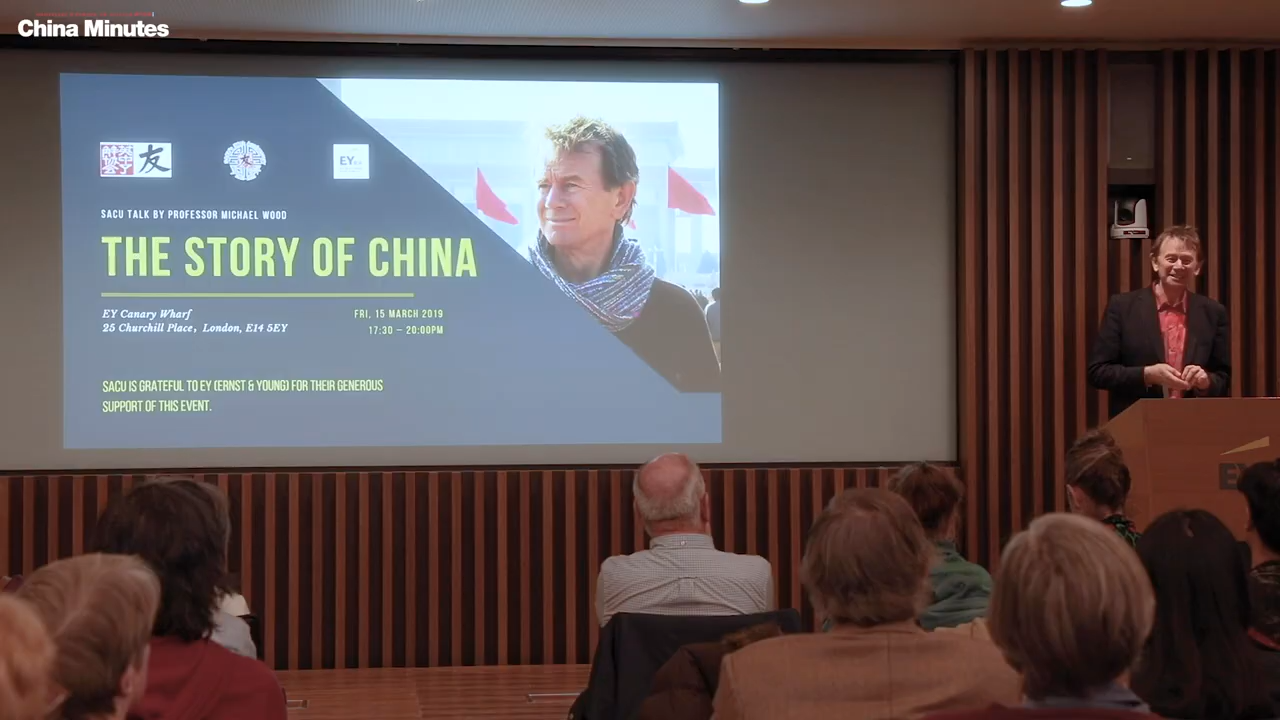 China Minutes
友
EY
SACU TALK BY PROFESSOR MICHAEL WOOD
THE STORY OF CHINA
EY Canary Wharf
25 Churchill Place, London, E14 5EY
FRI, 15 MARCH 2019
17:30 – 20:00PM
SACU IS GRATEFUL TO EY (ERNST & YOUNG) FOR THEIR GENEROUS
SUPPORT OF THIS EVENT.
EY